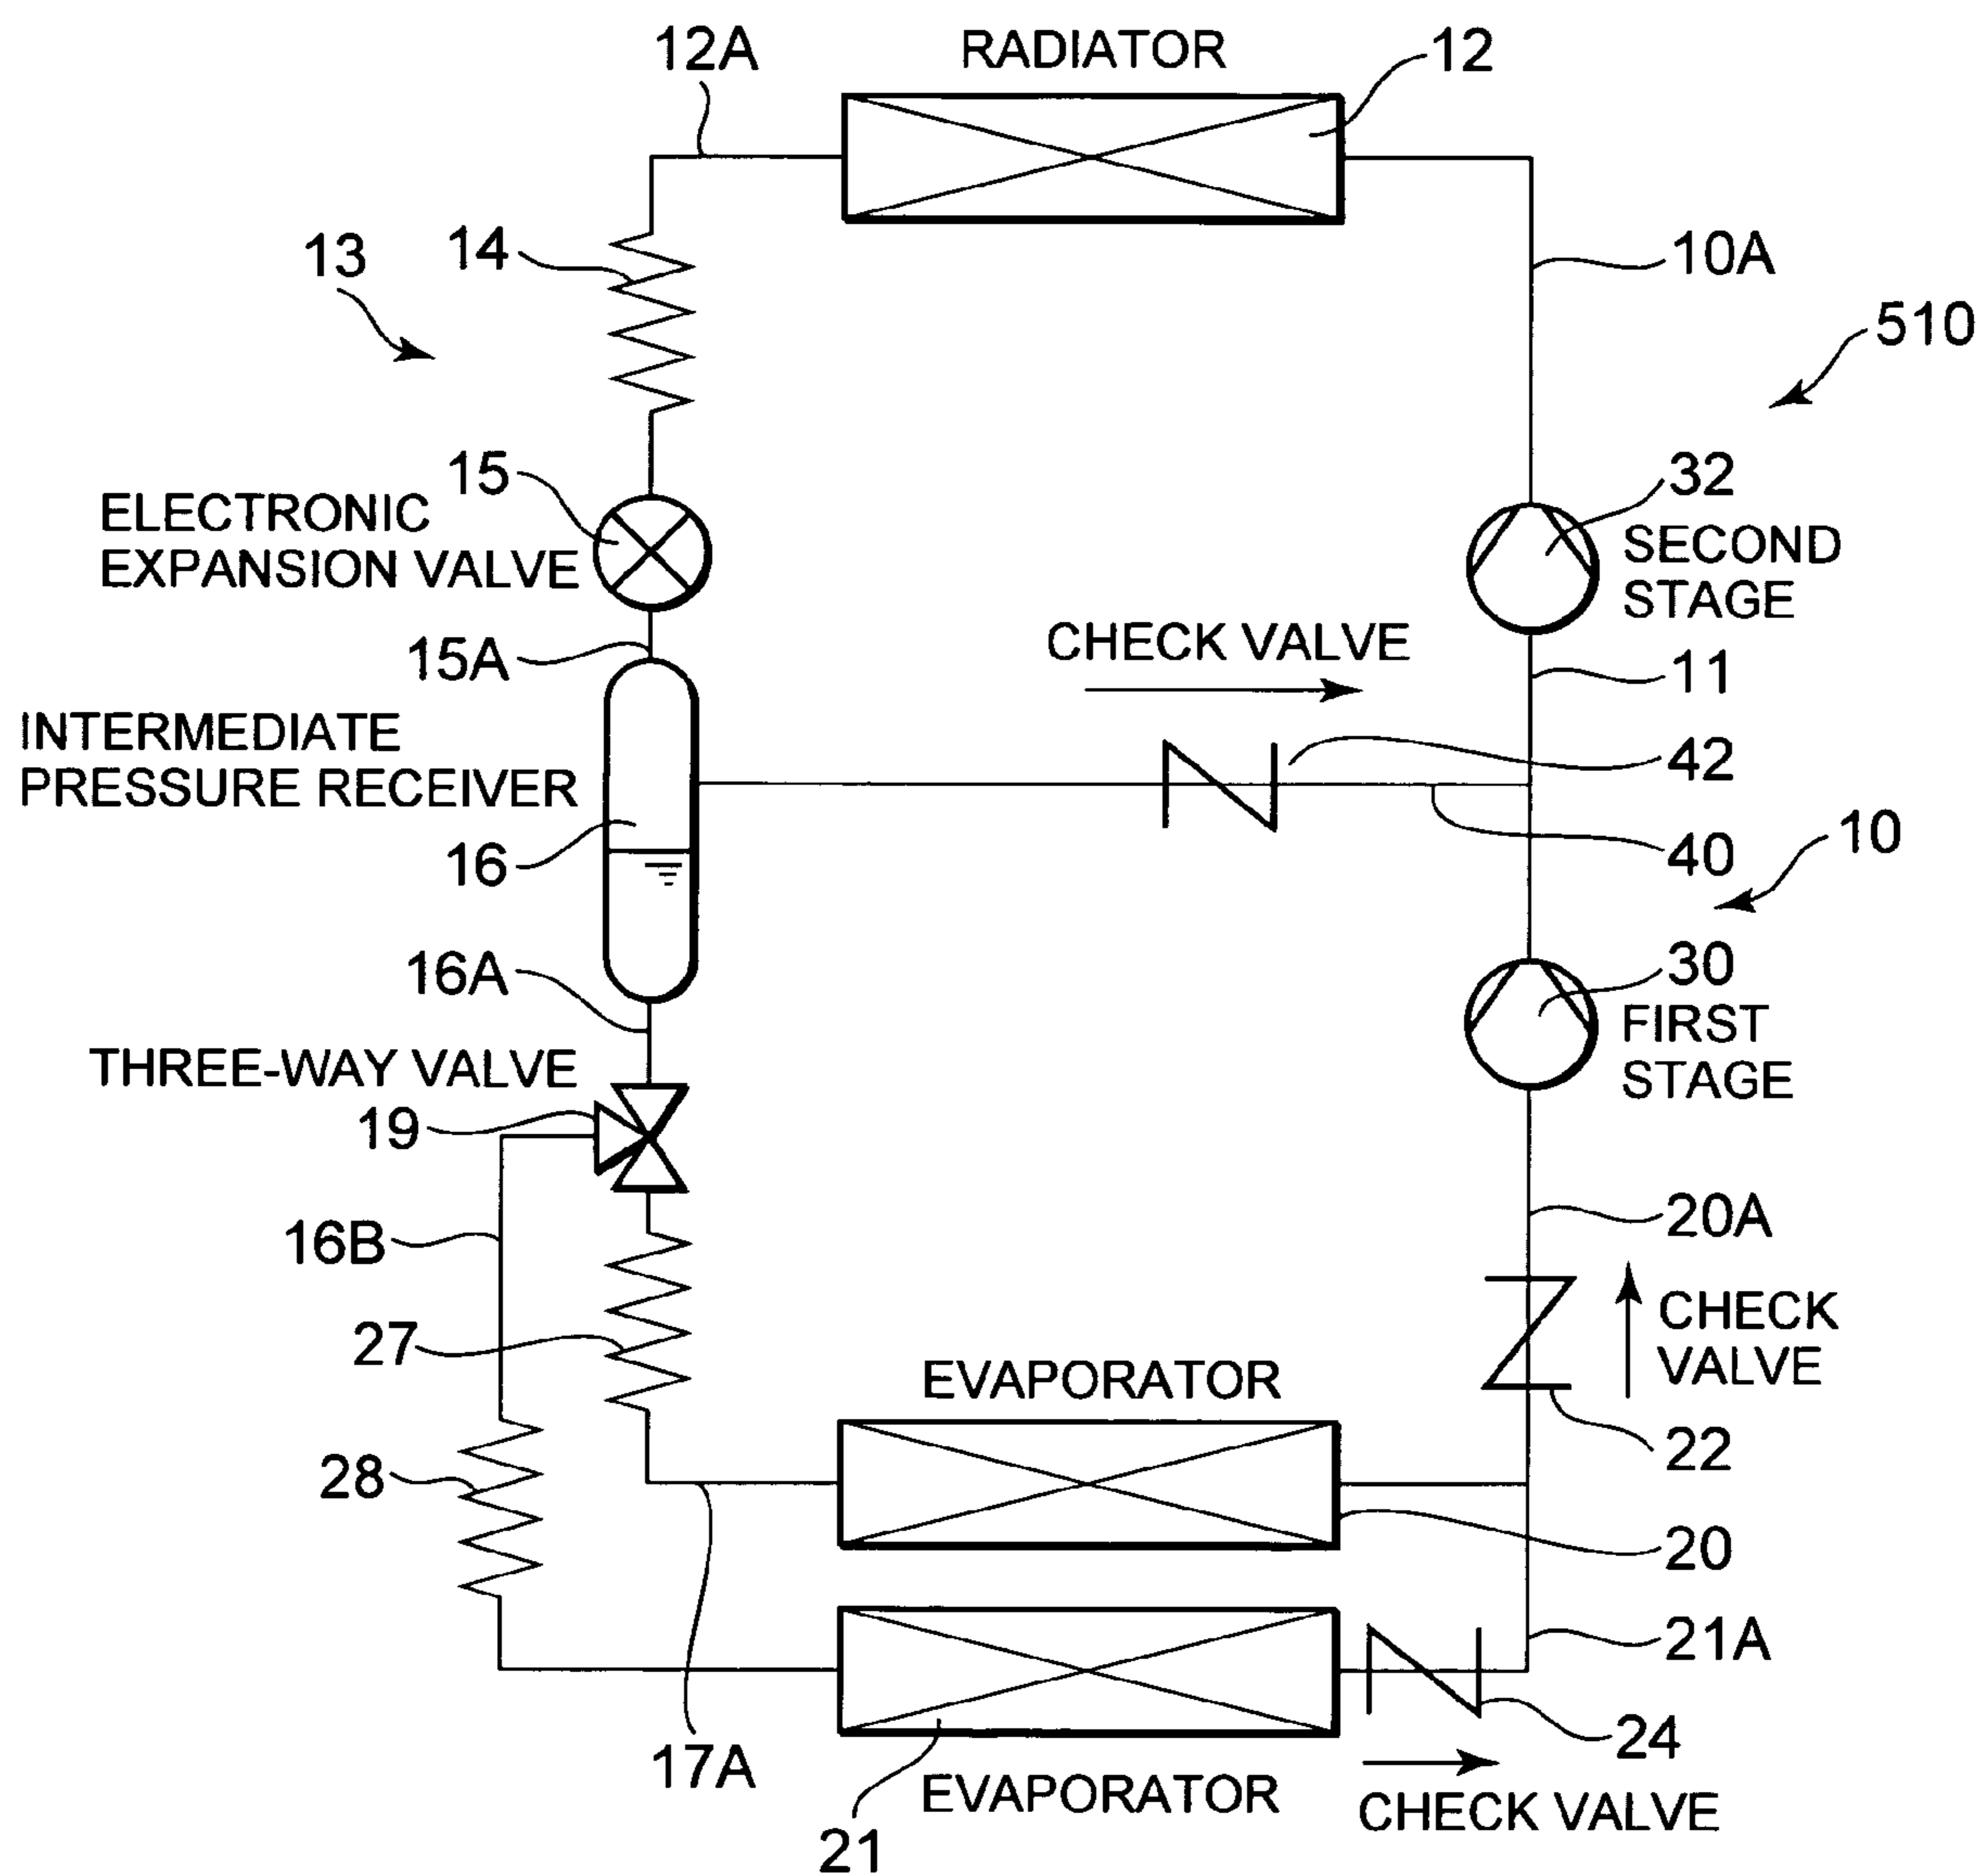 12A
RADIATOR
12
13
14
10A
510
15
ELECTRONIC
EXPANSION VALVE
32
SECOND
STAGE
15A
CHECK VALVE
11
INTERMEDIATE
PRESSURE RECEIVER
42
16
40
10
16A
30
FIRST
STAGE
THREE-WAY VALVE
19
20A
16B
CHECK
VALVE
27
EVAPORATOR
22
28
20
21A
17A
24
EVAPORATOR
CHECK VALVE
21